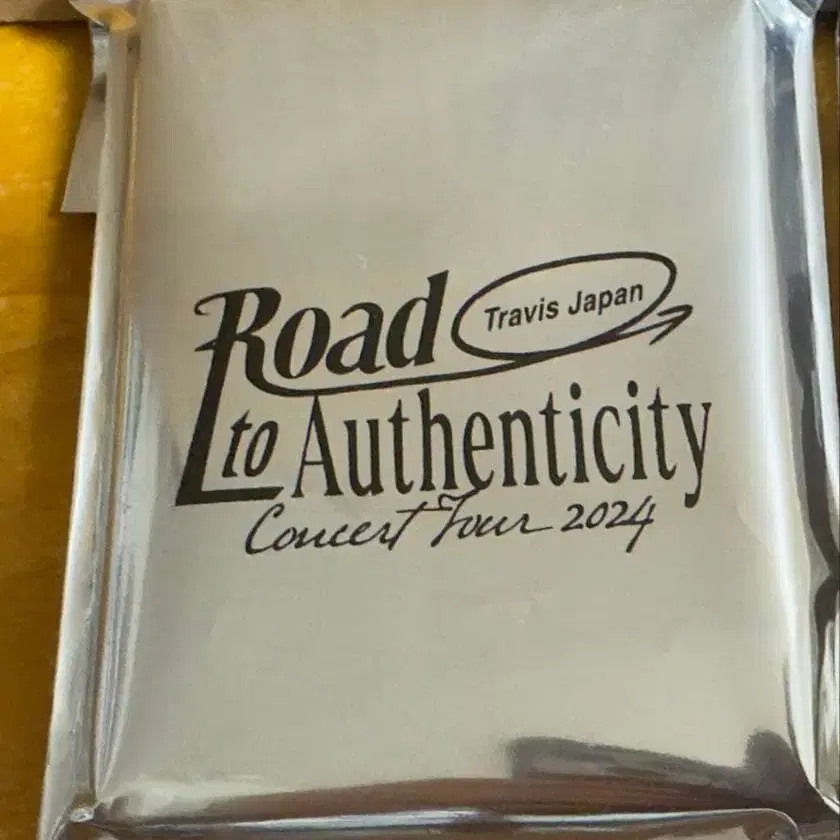 Road Travis Japan
to Authenticity
Concert Tour 2024